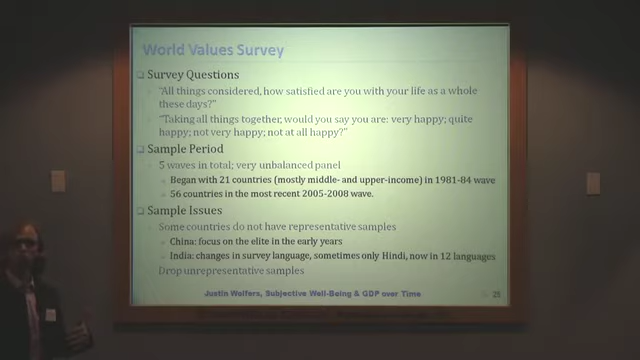 World Values Survey
Survey Questions
"All things considered, how satisfied are you with your life as a whole
these days?"
"Taking all things together, would you say you are: very happy; quite
happy; not very happy; not at all happy?"
Sample Period
5 waves in total; very unbalanced panel
Began with 21 countries (mostly middle- and upper-income) in 1981-84 wave
56 countries in the most recent 2005-2008 wave.
Sample Issues
Some countries do not have representative samples
China: focus on the elite in the early years
India: changes in survey language, sometimes only Hindi, now in 12 languages
Drop unrepresentative samples
Justin Wolfers, Subjective Well-Being & GDP over Time